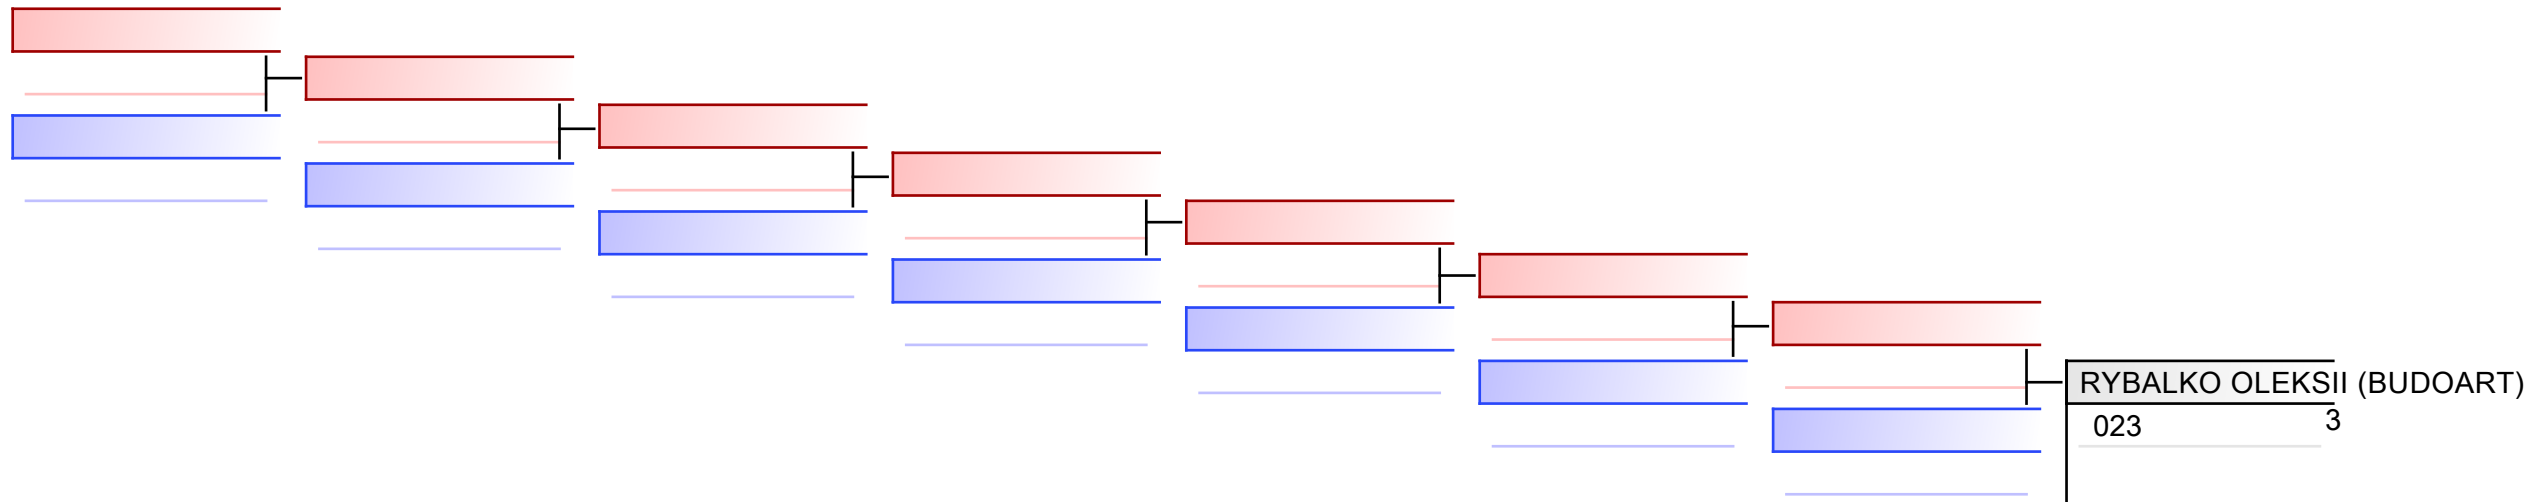 RYBALKO OLEKSII (BUDOART)
023 3